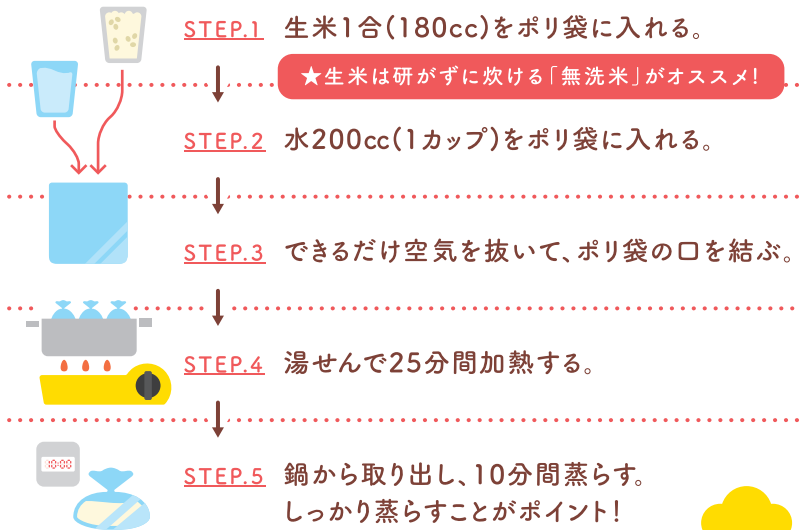 STEP.1 生米1合(180cc)をポリ袋に入れる。
★生米は研がずに炊ける「無洗米」がオススメ!
STEP.2 水200cc(1カップ)をポリ袋に入れる。
STEP.3 できるだけ空気を抜いて、ポリ袋の口を結ぶ。
STEP.4 湯せんで25分間加熱する。
10:00
STEP.5 鍋から取り出し、10分間蒸らす。
しっかり蒸らすことがポイント!